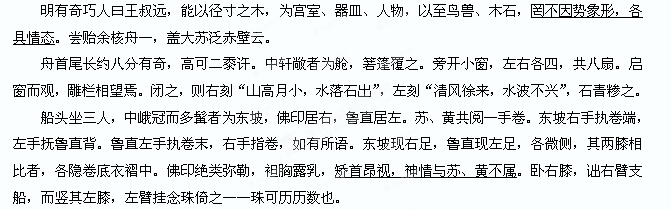 明有奇巧人曰王叔远，能以径寸之木，为宫室、器皿、人物，以至鸟兽、木石，罔不因势象形，各
具情态。尝贻余核舟一，盖大苏泛赤壁云。
舟首尾长约八分有奇，高可二黍许。中轩敞者为舱，箬篷覆之。旁开小窗，左右各四，共八扇。启
窗而观，雕栏相望焉。闭之，则右刻“山高月小，水落石出”，左刻“清风徐来，水波不兴”，石青糁之。
船头坐三人，中峨冠而多髯者为东坡，佛印居右，鲁直居左。苏、黄共阅一手卷。东坡右手执卷端，
左手抚鲁直背。鲁直左手执卷末，右手指卷，如有所语。东坡现右足，鲁直现左足，各微侧，其两膝相
比者，各隐卷底衣褶中。佛印绝类弥勒，袒胸露乳，矫首昂视，神情与苏、黄不属。卧右膝，诎右臂支
船，而竖其左膝，左臂挂念珠倚之——珠可历历数也。